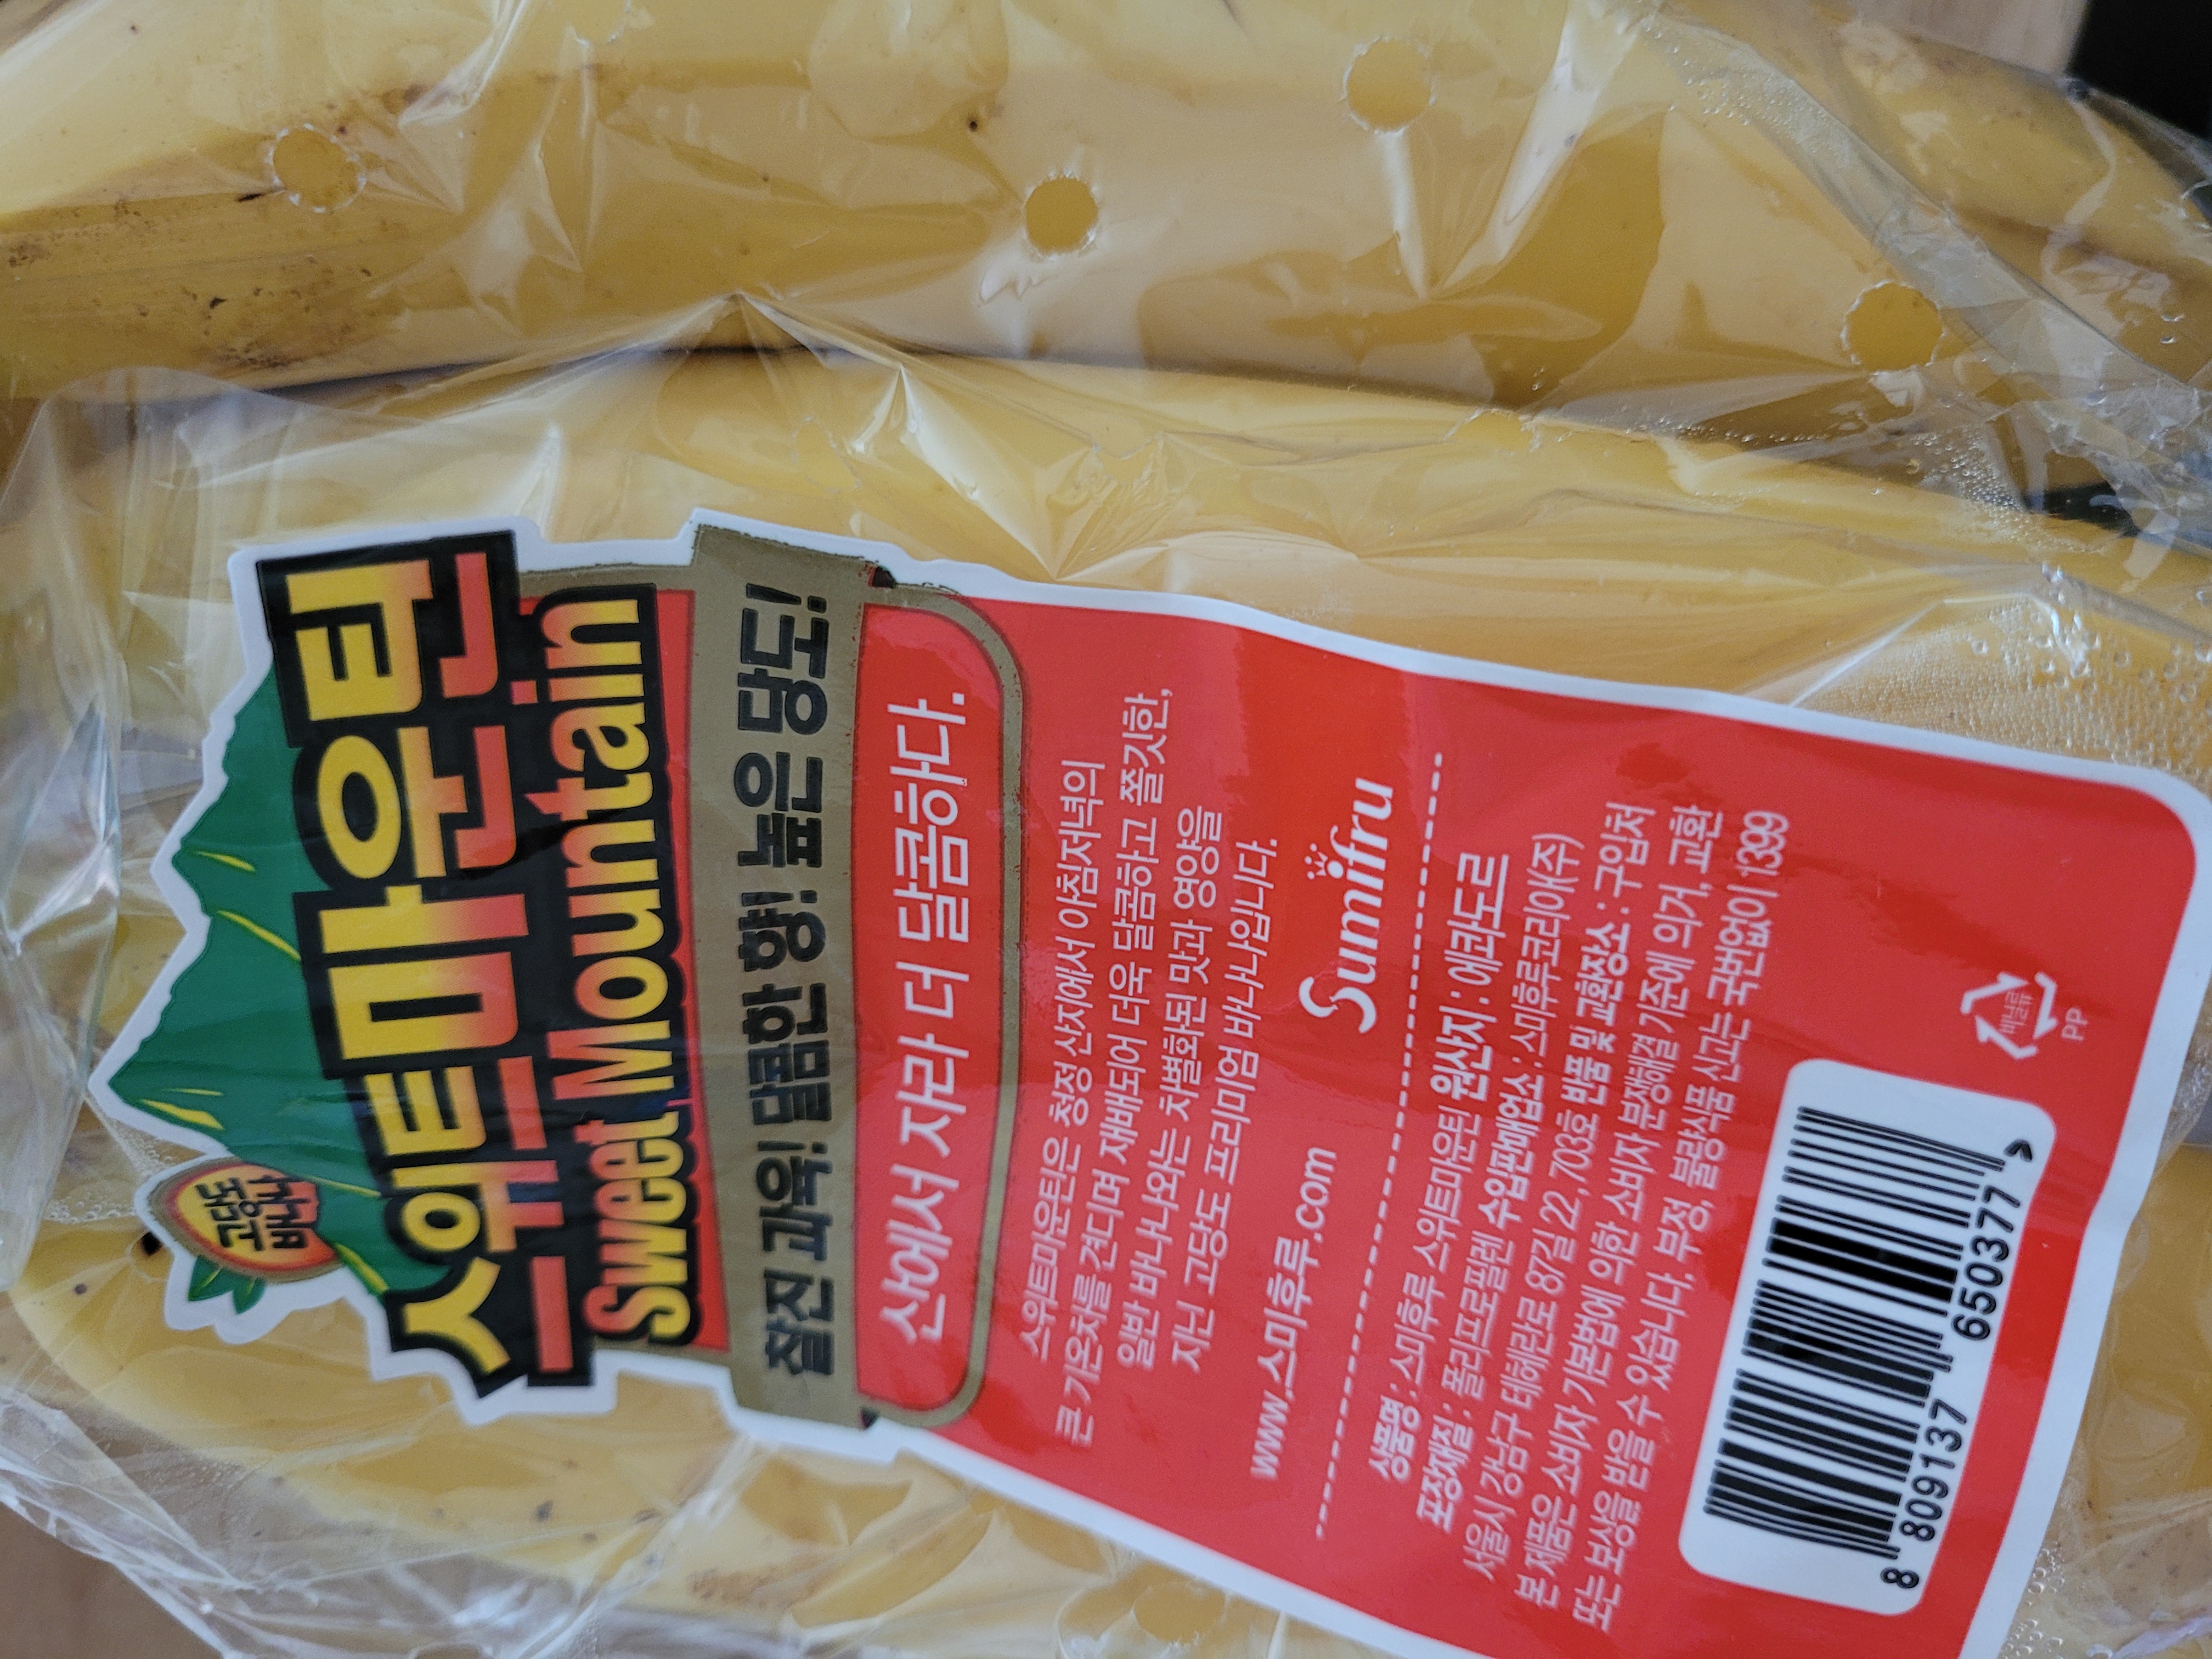 고당도
바나나
스위트마운틴
Sweet Mountain
찰진 과육! 달콤한 향! 높은 당도!
산에서 자라 더 달콤하다.
스위트마운틴은 청정 산지에서 아침저녁의
큰 기온차를 견디며 재배되어 더욱 달콤하고 쫄깃한,
일반 바나나와는 차별화된 맛과 영양을
지닌 고당도 프리미엄 바나나입니다.
www.스미후루.com Sumifru
상품명 : 스미후루 스위트마운틴 원산지 : 에콰도르
포장재질 : 폴리프로필렌 수입판매업소 : 스미후루코리아(주)
서울시 강남구 테헤란로 87길 22, 703호 반품 및 교환장소 : 구입처
본 제품은 소비자 기본법에 의한 소비자 분쟁해결 기준에 의거, 교환
또는 보상을 받을 수 있습니다. 부정, 불량식품 신고는 국번없이 1399
8 809137 650377 >
비닐류
PP